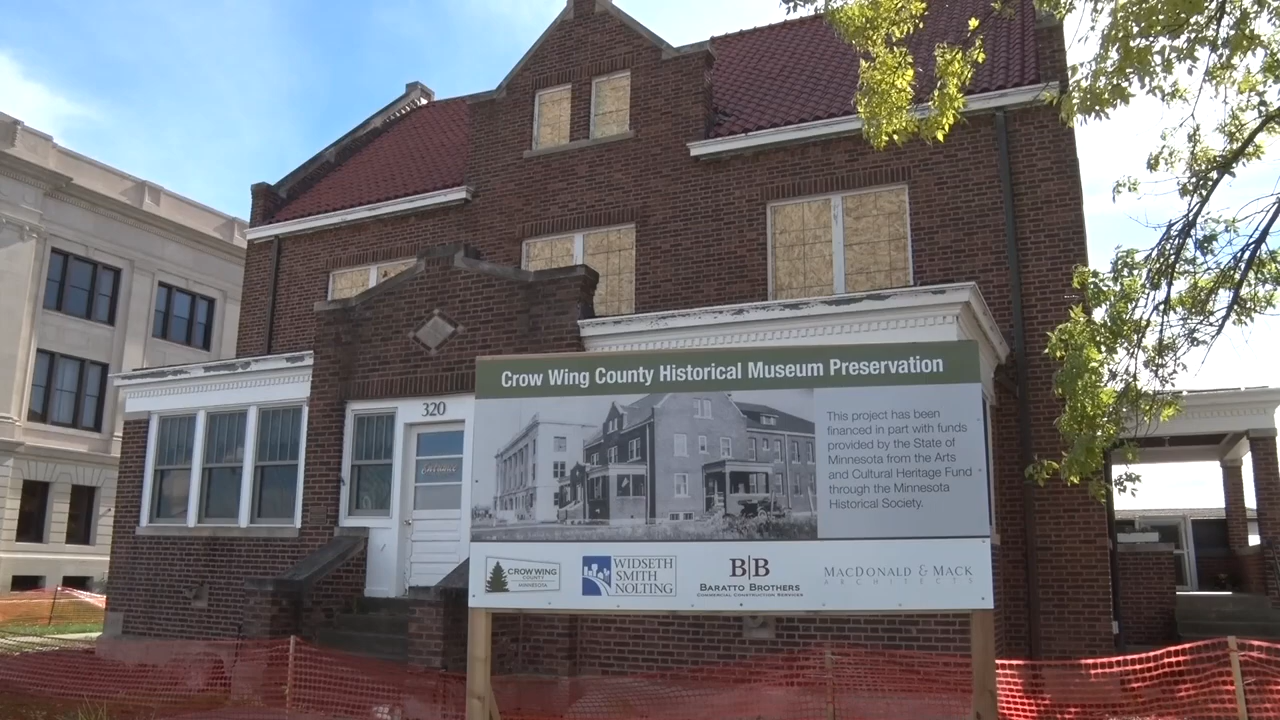 320
Crow Wing County Historical Museum Preservation
This project has been
financed in part with funds
provided by the State of
Minnesota from the Arts
and Cultural Heritage Fund
through the Minnesota
Historical Society.
CROW WING
COUNTY
MINNESOTA
WIDSETH
SMITH
NOLTING
B|B
BARATTO BROTHERS
COMMERCIAL CONSTRUCTION SERVICES
MACDONALD & MACK
ARCHITECTS